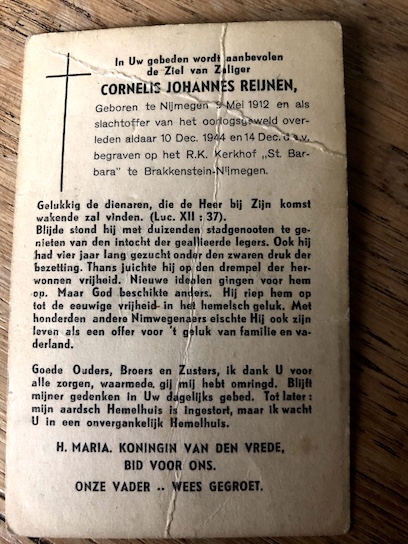 In Uw gebeden wordt aanbevolen
de Ziel van Zaliger
CORNELIS JOHANNES REIJNEN,
Geboren te Nijmegen 9 Mei 1912 en als
slachtoffer van het oorlogsgeweld over-
leden aldaar 10 Dec. 1944 en 14 Dec. d.a.v.
begraven op het R.K. Kerkhof „St. Bar-
bara" te Brakkenstein-Nijmegen.
Gelukkig de dienaren, die de Heer bij Zijn komst
wakende zal vinden. (Luc. XII : 37).
Blijde stond hij met duizenden stadgenooten te ge-
nieten van den intocht der geallieerde legers. Ook hij
had vier jaar lang gezucht onder den zwaren druk der
bezetting. Thans juichte hij op den drempel der her-
wonnen vrijheid. Nieuwe idealen gingen voor hem
op. Maar God beschikte anders. Hij riep hem op
tot de eeuwige vrijheid in het hemelsch geluk. Met
honderden andere Nimwegenaers eischte Hij ook zijn
leven als een offer voor 't geluk van familie en va-
derland.
Goede Ouders, Broers en Zusters, ik dank U voor
alle zorgen, waarmede gij mij hebt omringd. Blijft
mijner gedenken in Uw dagelijks gebed. Tot later:
mijn aardsch Hemelhuis is ingestort, maar ik wacht
U in een onvergankelijk Hemelhuis.
H. MARIA. KONINGIN VAN DEN VREDE,
BID VOOR ONS.
ONZE VADER .. WEES GEGROET.